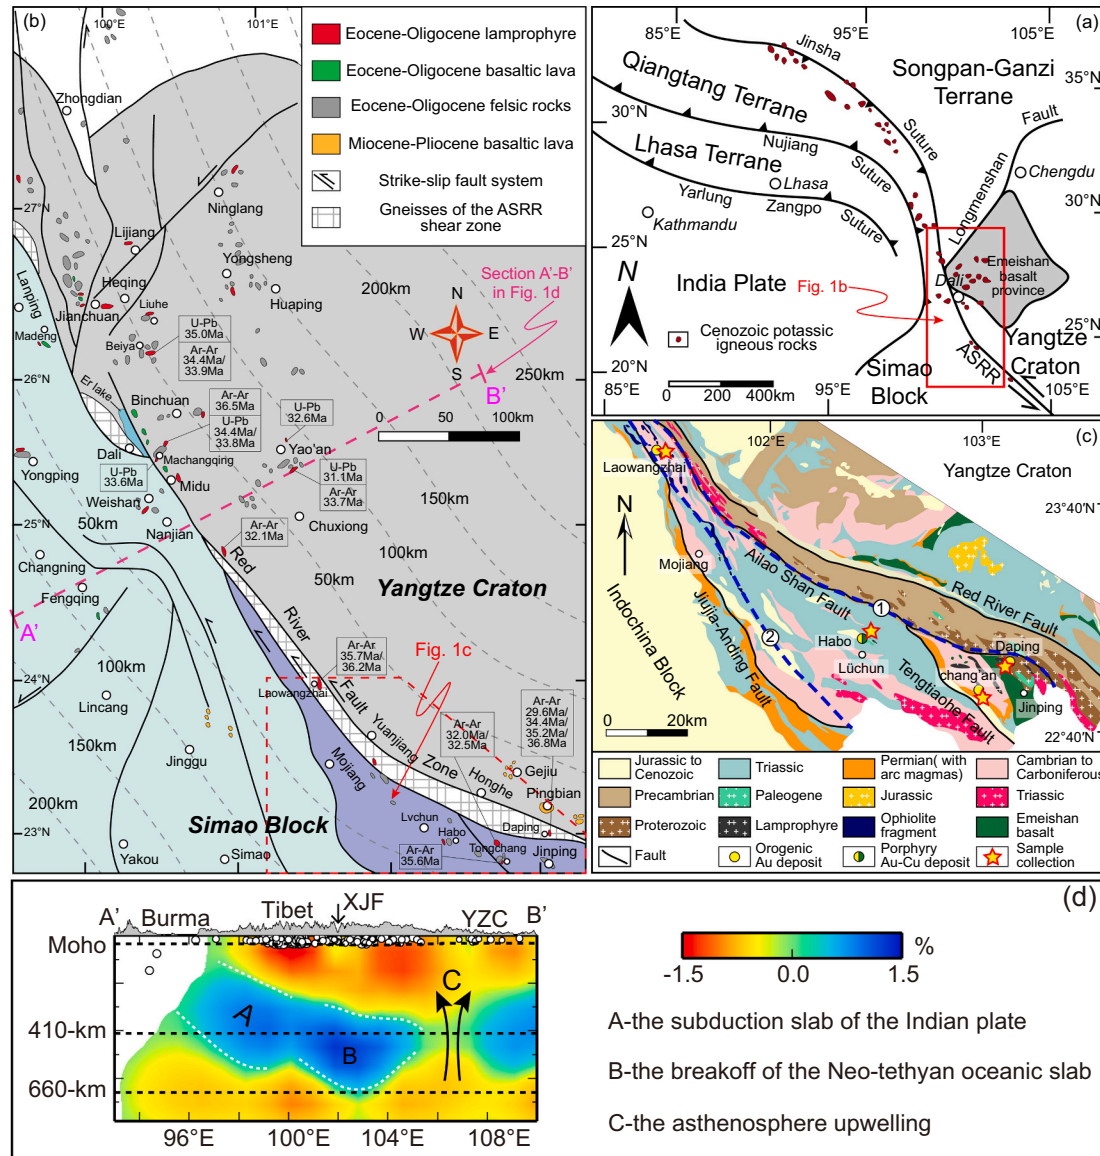 (b)
100°E
101°E
Eocene-Oligocene lamprophyre
Eocene-Oligocene basaltic lava
Eocene-Oligocene felsic rocks
Miocene-Pliocene basaltic lava
Strike-slip fault system
Gneisses of the ASRR
shear zone
Zhongdian
27°N
Ninglang
Lijiang
Yongsheng
Lanping
Heqing
Huaping
Liuhe
Jianchuan
Madeng
Beiya
200km
Section A'-B'
in Fig. 1d
N
W
E
S
U-Pb
35.0Ma
Ar-Ar
34.4Ma/
33.9Ma
26°N
250km
B'
Er lake
Binchuan
Ar-Ar
36.5Ma
U-Pb
34.4Ma/
33.8Ma
U-Pb
32.6Ma
0
50
100km
Dali
Machangqing
Yao'an
U-Pb
33.6Ma
U-Pb
31.1Ma
Ar-Ar
33.7Ma
Yongping
Midu
Weishan
150km
50km
Nanjian
25°N
Ar-Ar
32.1Ma
Chuxiong
Changning
Red
100km
Fengqing
50km
Yangtze Craton
A'
River
Ar-Ar
35.7Ma/
36.2Ma
Fig. 1c
100km
24°N
Laowangzhai
Fault
Ar-Ar
29.6Ma/
34.4Ma/
35.2Ma/
36.8Ma
Lincang
Yuanjiang
Ar-Ar
32.0Ma/
32.5Ma
150km
Jinggu
Mojiang
Zone
Honghe
Gejiu
200km
Pingbian
Simao Block
23°N
Lvchun
Habo
Daping
Yakou
Simao
Ar-Ar
35.6Ma
Tongchang
Jinping
(a)
85°E
95°E
105°E
Jinsha
Songpan-Ganzi
Terrane
35°N
Qiangtang Terrane
Suture
Fault
30°N
Lhasa Terrane
Nujiang
Suture
Chengdu
Lhasa
Yarlung
Zangpo
Suture
Longmenshan
30°N
Kathmandu
25°N
N
India Plate
Fig. 1b
Dali
Emeishan
basalt
province
Cenozoic potassic
igneous rocks
25°N
Yangtze
Craton
20°N
Simao
Block
ASRR
85°E
0
200
400km
95°E
105°E
(c)
102°E
103°E
Laowangzhai
Yangtze Craton
23°40'N
N
Mojiang
Ailao Shan Fault
Red River Fault
Indochina Block
Jiujia-Anding Fault
1
2
Habo
Daping
Lüchun
chang'an
Tengtiaohe Fault
Jinping
0
20km
22°40'N
Jurassic to
Cenozoic
Triassic
Permian( with
arc magmas)
Cambrian to
Carboniferous
Precambrian
Paleogene
Jurassic
Triassic
Proterozoic
Lamprophyre
Ophiolite
fragment
Emeishan
basalt
Fault
Orogenic
Au deposit
Porphyry
Au-Cu deposit
Sample
collection
(d)
A'
Burma
Tibet
XJF
YZC
B'
Moho
410-km
660-km
A
B
C
96°E
100°E
104°E
108°E
-1.5
0.0
1.5
%
A-the subduction slab of the Indian plate
B-the breakoff of the Neo-tethyan oceanic slab
C-the asthenosphere upwelling